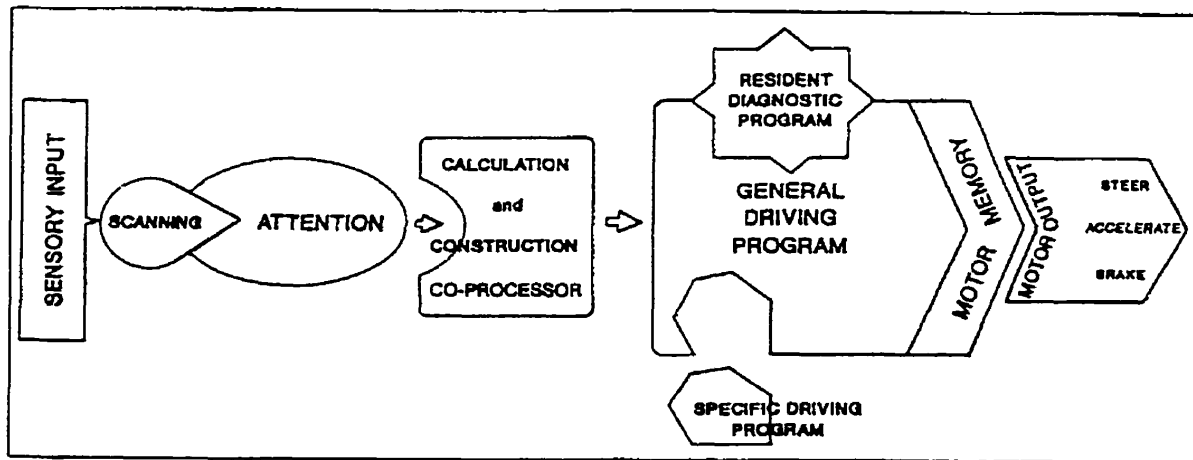 SENSORY INPUT
SCANNING
ATTENTION
CALCULATION
and
CONSTRUCTION
CO-PROCESSOR
RESIDENT
DIAGNOSTIC
PROGRAM
GENERAL
DRIVING
PROGRAM
SPECIFIC DRIVING
PROGRAM
MOTOR MEMORY
MOTOR OUTPUT
STEER
ACCELERATE
BRAKE